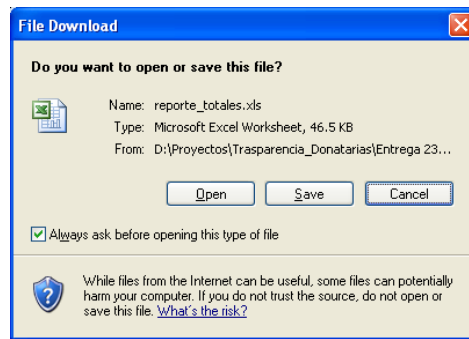 File Download
Do you want to open or save this file?
Name: reporte_totales.xls
Type: Microsoft Excel Worksheet, 46.5 KB
From: D:\Proyectos\Trasparencia_Donatarias\Entrega 23...
Open Save Cancel
Always ask before opening this type of file
While files from the Internet can be useful, some files can potentially
harm your computer. If you do not trust the source, do not open or
save this file. What's the risk?